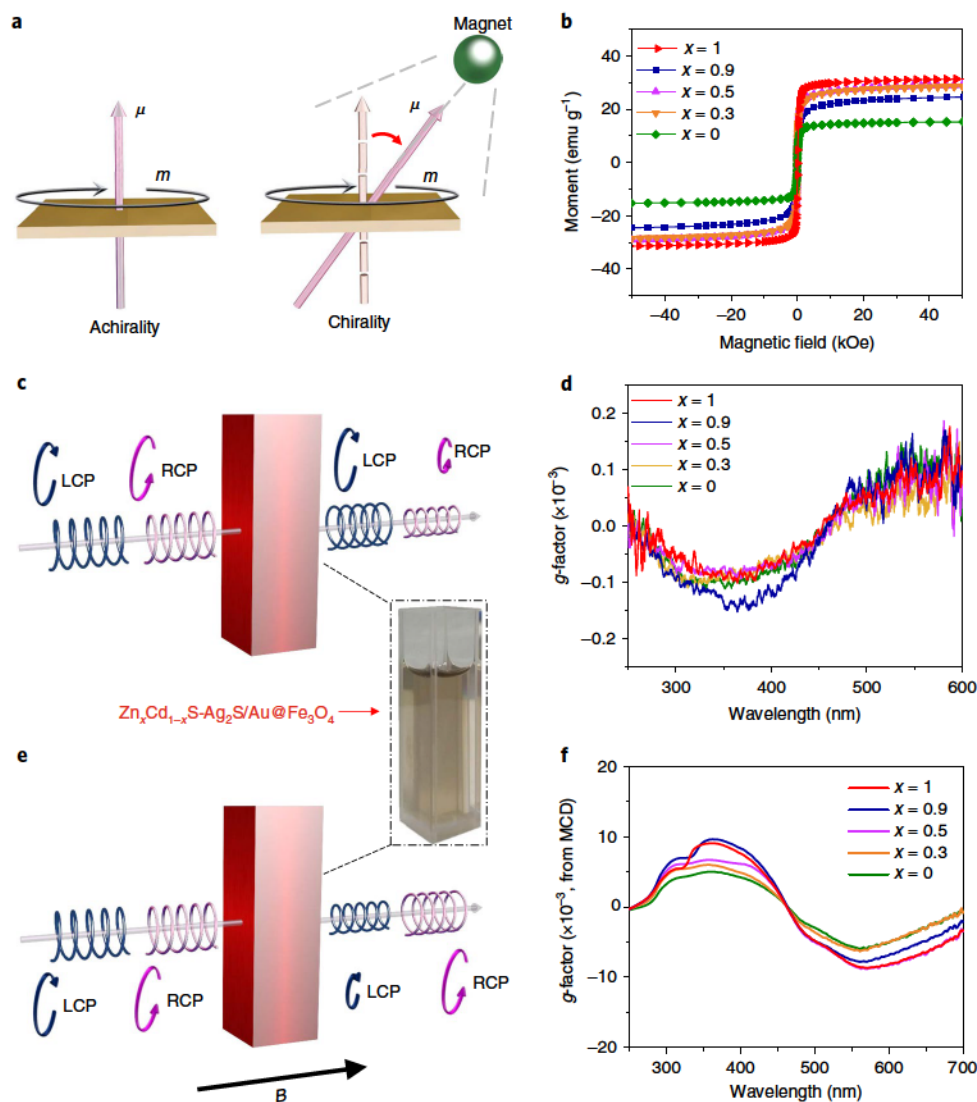 a
Magnet
μ
μ
m
m
Achirality
Chirality
b
x = 1
x = 0.9
x = 0.5
x = 0.3
x = 0
40
20
0
−20
−40
Moment (emu g⁻¹)
−40
−20
0
20
40
Magnetic field (kOe)
c
LCP
RCP
LCP
RCP
d
x = 1
x = 0.9
x = 0.5
x = 0.3
x = 0
0.2
0.1
0.0
−0.1
−0.2
g-factor (×10⁻³)
300
400
500
600
Wavelength (nm)
ZnₓCd₁₋ₓS-Ag₂S/Au@Fe₃O₄
e
LCP
RCP
LCP
RCP
B
f
x = 1
x = 0.9
x = 0.5
x = 0.3
x = 0
20
10
0
−10
−20
g-factor (×10⁻³, from MCD)
300
400
500
600
700
Wavelength (nm)